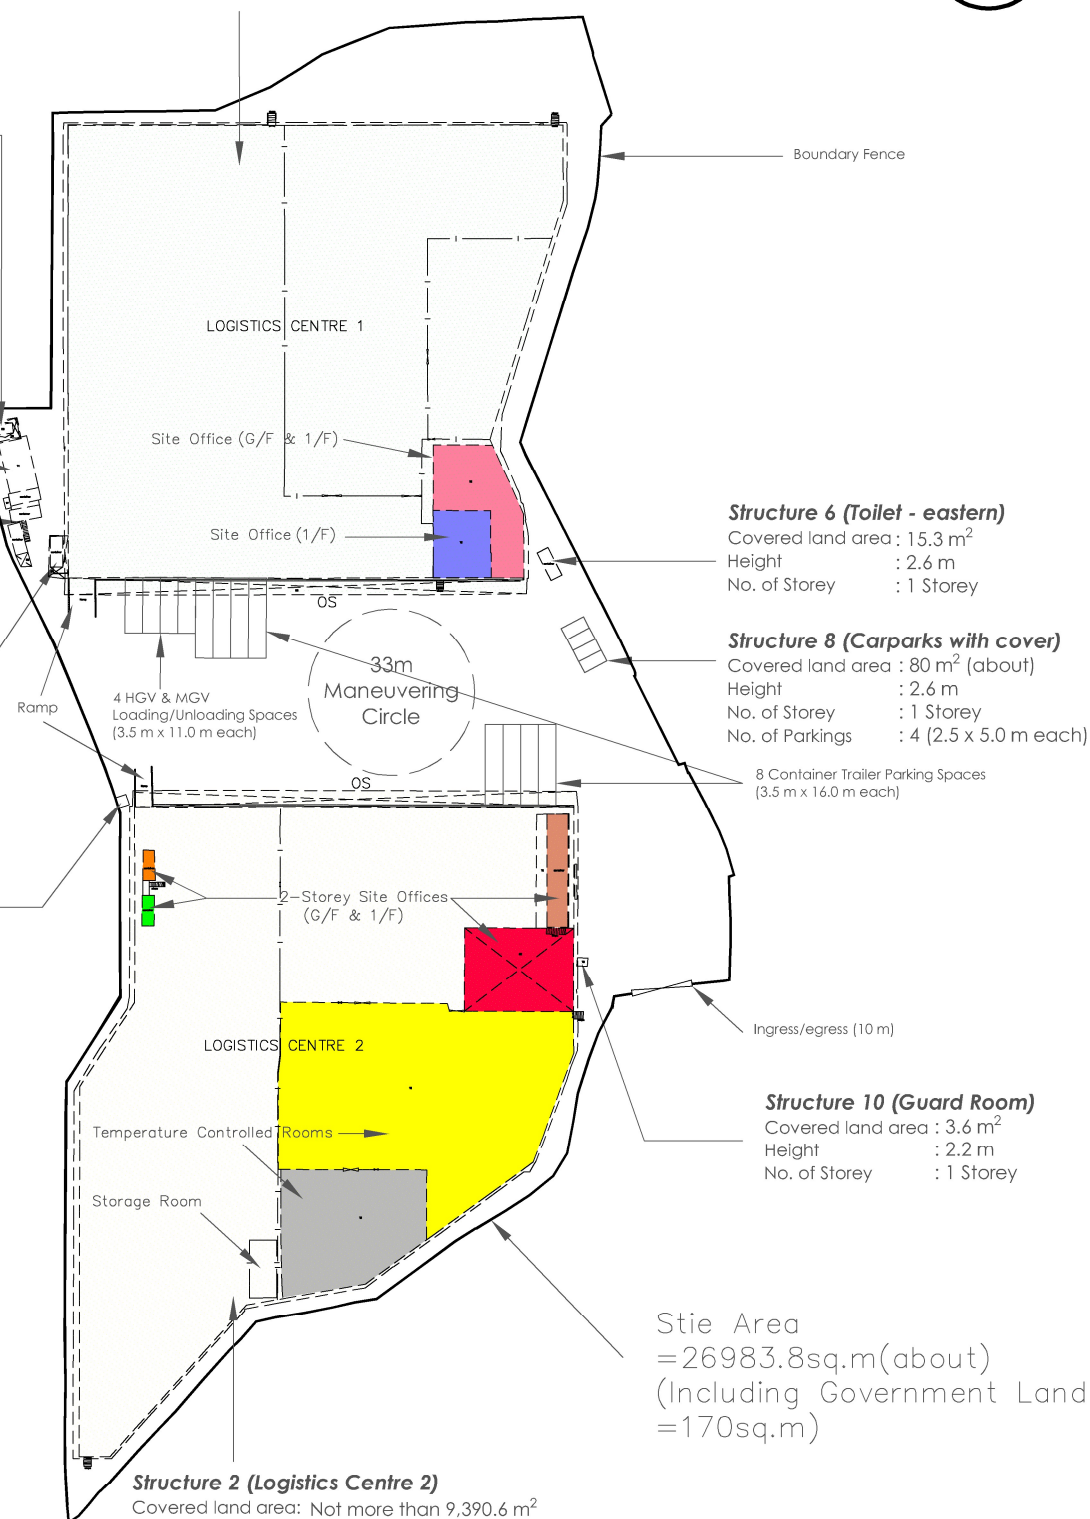 Boundary Fence
LOGISTICS CENTRE 1
Site Office (G/F & 1/F)
Site Office (1/F)
Structure 6 (Toilet - eastern)
Covered land area : 15.3 m²
Height : 2.6 m
No. of Storey : 1 Storey
OS
Structure 8 (Carparks with cover)
Covered land area : 80 m² (about)
Height : 2.6 m
No. of Storey : 1 Storey
No. of Parkings : 4 (2.5 x 5.0 m each)
33m
Maneuvering
Circle
Ramp
4 HGV & MGV
Loading/Unloading Spaces
(3.5 m x 11.0 m each)
OS
8 Container Trailer Parking Spaces
(3.5 m x 16.0 m each)
2-Storey Site Offices
(G/F & 1/F)
Ingress/egress (10 m)
LOGISTICS CENTRE 2
Structure 10 (Guard Room)
Covered land area : 3.6 m²
Height : 2.2 m
No. of Storey : 1 Storey
Temperature Controlled Rooms
Storage Room
Stie Area
=26983.8sq.m(about)
(Including Government Land
=170sq.m)
Structure 2 (Logistics Centre 2)
Covered land area: Not more than 9,390.6 m²